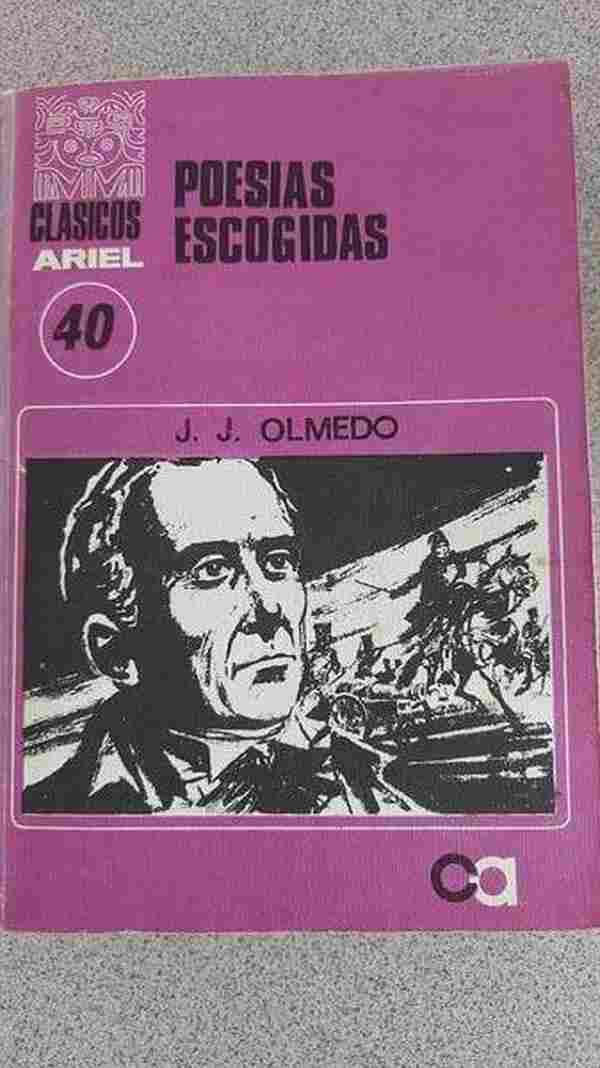 CLASICOS
ARIEL
40
POESIAS
ESCOGIDAS
J. J. OLMEDO
ca